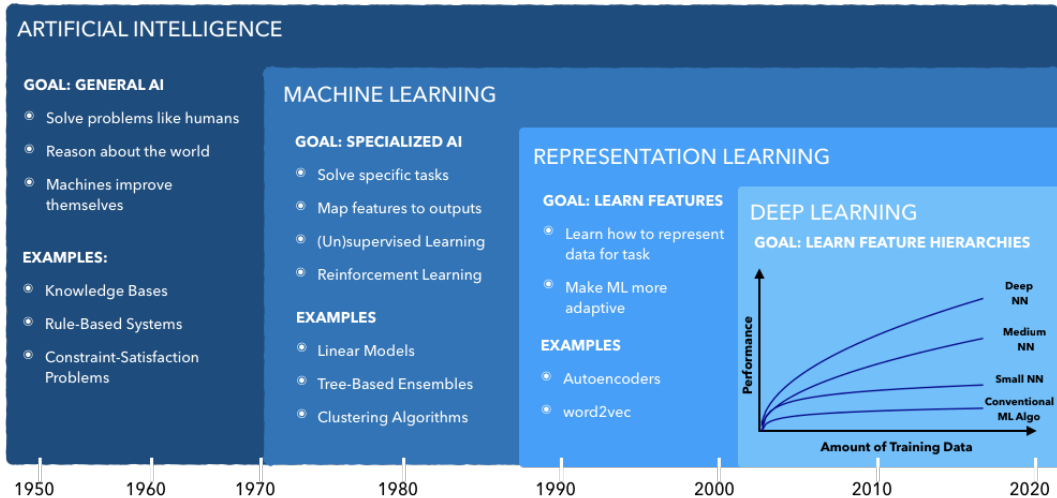 ARTIFICIAL INTELLIGENCE
GOAL: GENERAL AI
Solve problems like humans
Reason about the world
Machines improve
themselves
EXAMPLES:
Knowledge Bases
Rule-Based Systems
Constraint-Satisfaction
Problems
MACHINE LEARNING
GOAL: SPECIALIZED AI
Solve specific tasks
Map features to outputs
(Un)supervised Learning
Reinforcement Learning
EXAMPLES
Linear Models
Tree-Based Ensembles
Clustering Algorithms
REPRESENTATION LEARNING
GOAL: LEARN FEATURES
Learn how to represent
data for task
Make ML more
adaptive
EXAMPLES
Autoencoders
word2vec
DEEP LEARNING
GOAL: LEARN FEATURE HIERARCHIES
Performance
Deep
NN
Medium
NN
Small NN
Conventional
ML Algo
Amount of Training Data
1950 1960 1970 1980 1990 2000 2010 2020